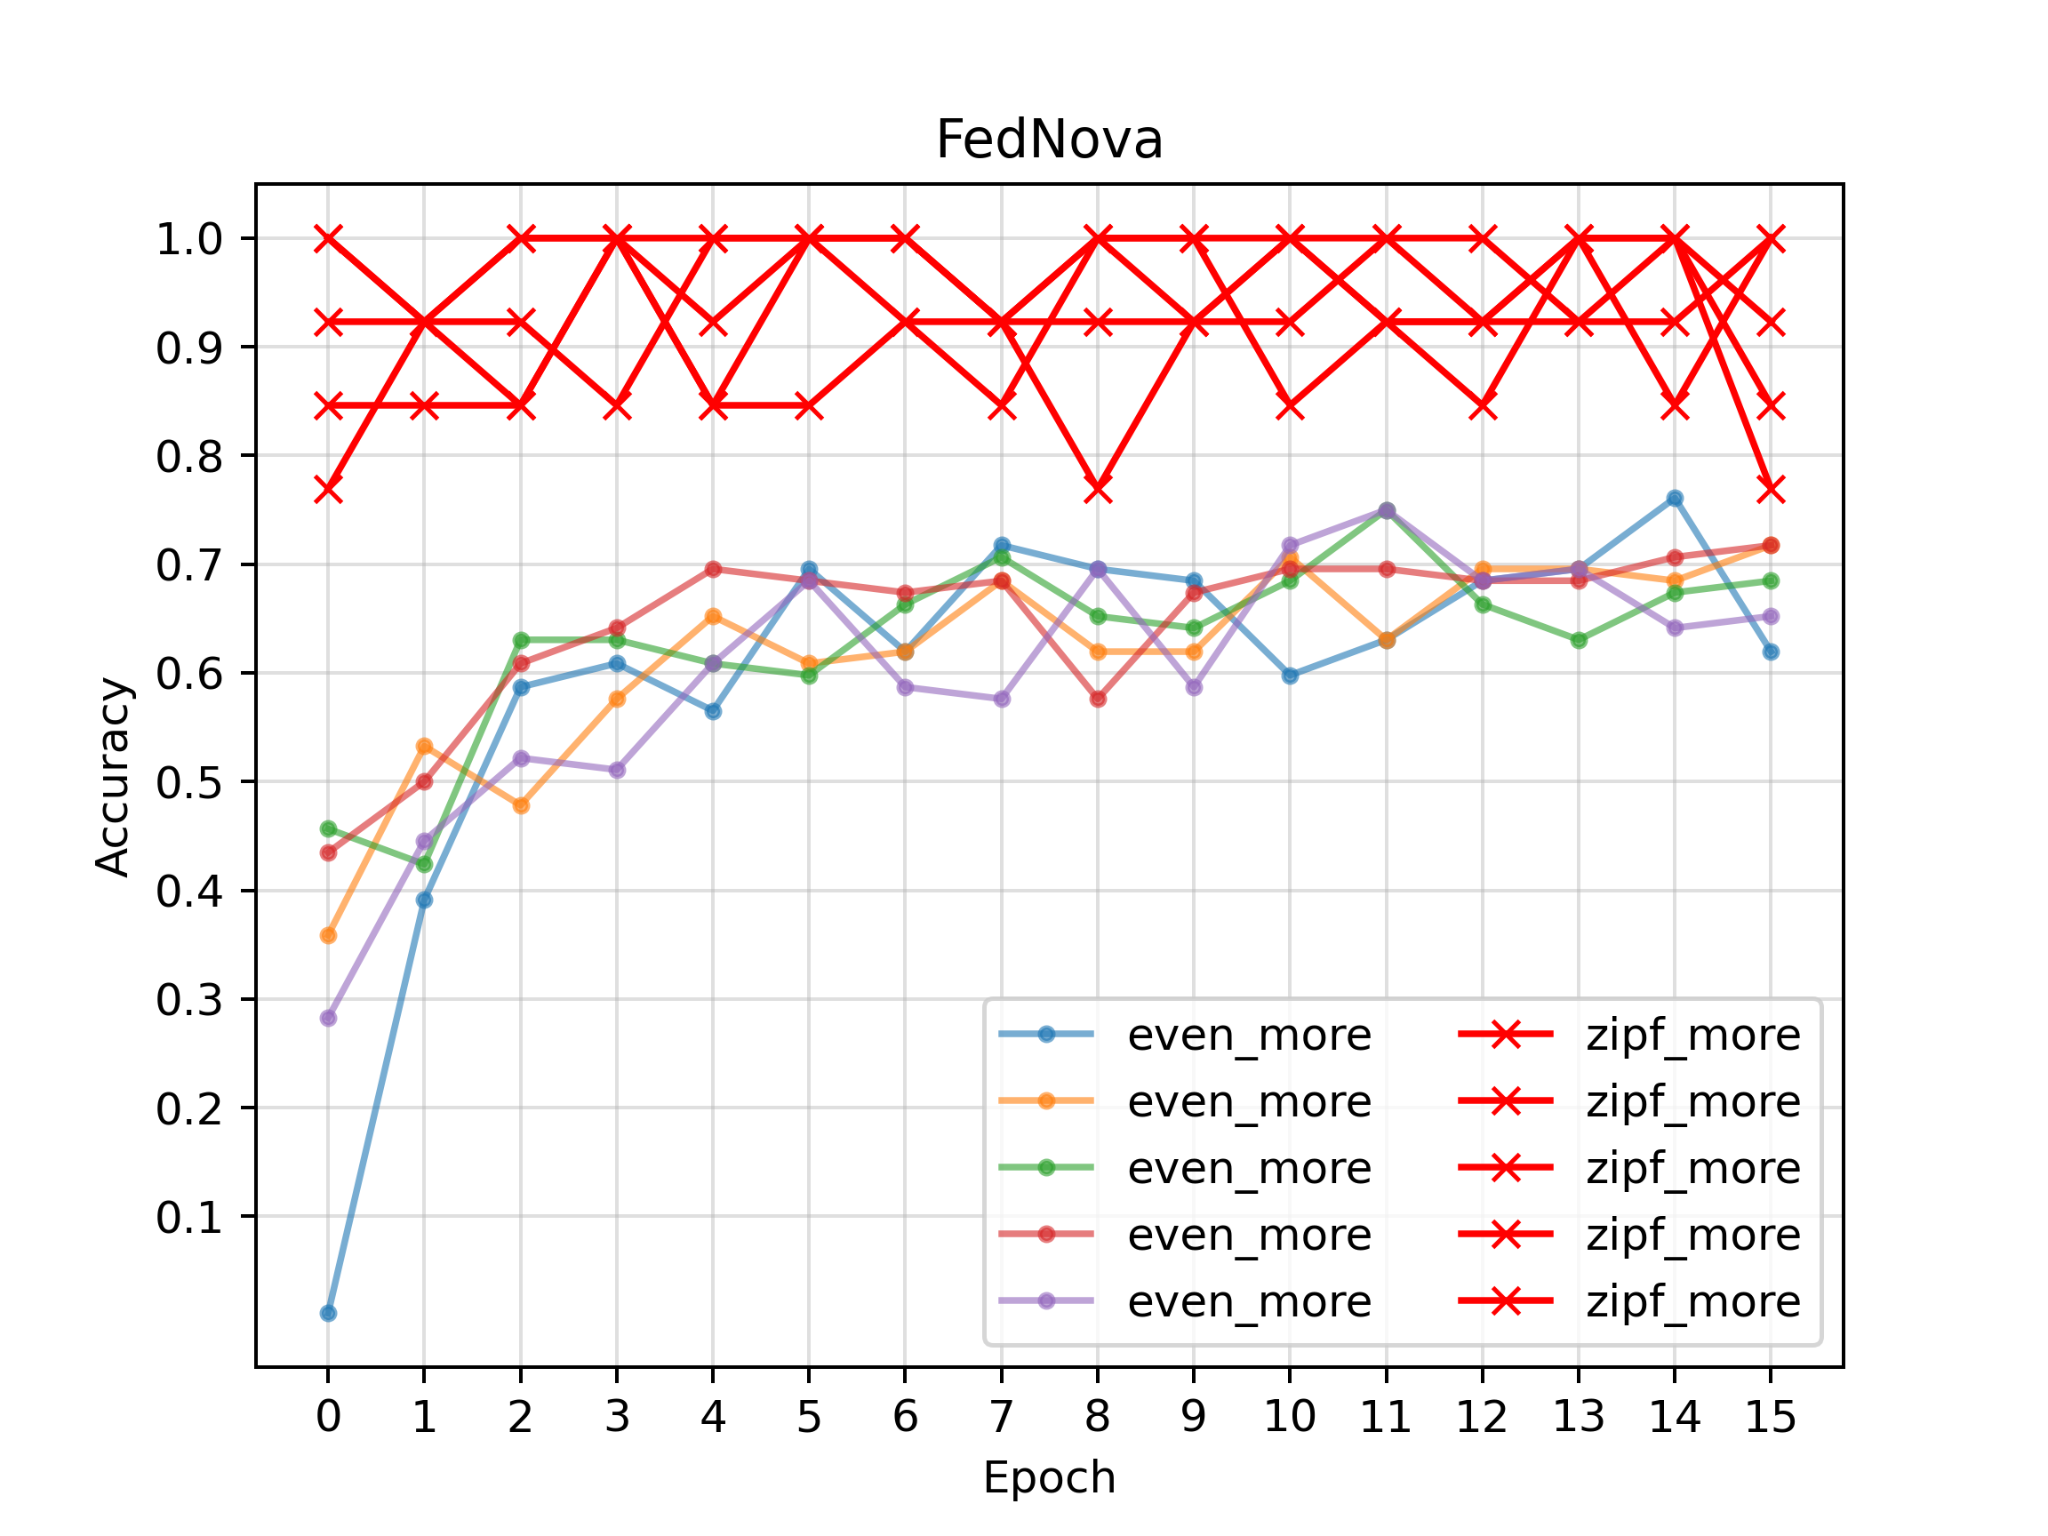 FedNova
1.0
0.9
0.8
0.7
0.6
0.5
0.4
0.3
0.2
0.1
Accuracy
even_more zipf_more
even_more zipf_more
even_more zipf_more
even_more zipf_more
even_more zipf_more
0 1 2 3 4 5 6 7 8 9 10 11 12 13 14 15
Epoch